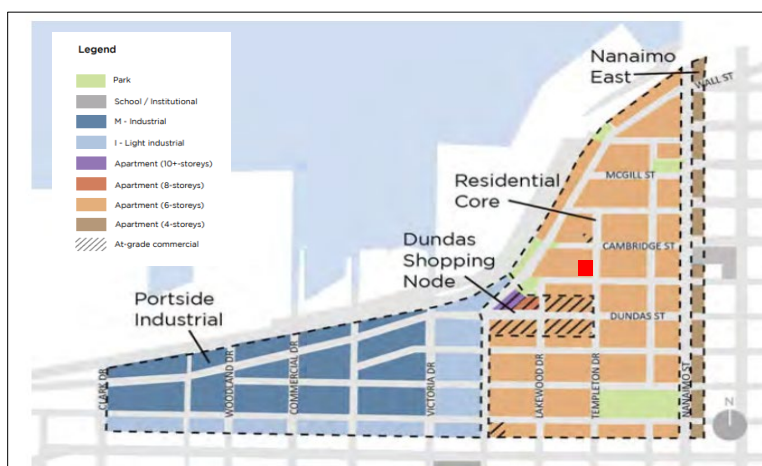 Legend
Park
School / Institutional
M - Industrial
I - Light industrial
Apartment (10+-storeys)
Apartment (8-storeys)
Apartment (6-storeys)
Apartment (4-storeys)
At-grade commercial
Nanaimo
East
WALL ST
MCGILL ST
Residential
Core
CAMBRIDGE ST
Dundas
Shopping
Node
DUNDAS ST
Portside
Industrial
CLARK DR
WOODLAND DR
COMMERCIAL DR
VICTORIA DR
LAKEWOOD DR
TEMPLETON DR
NANAIMO ST
N